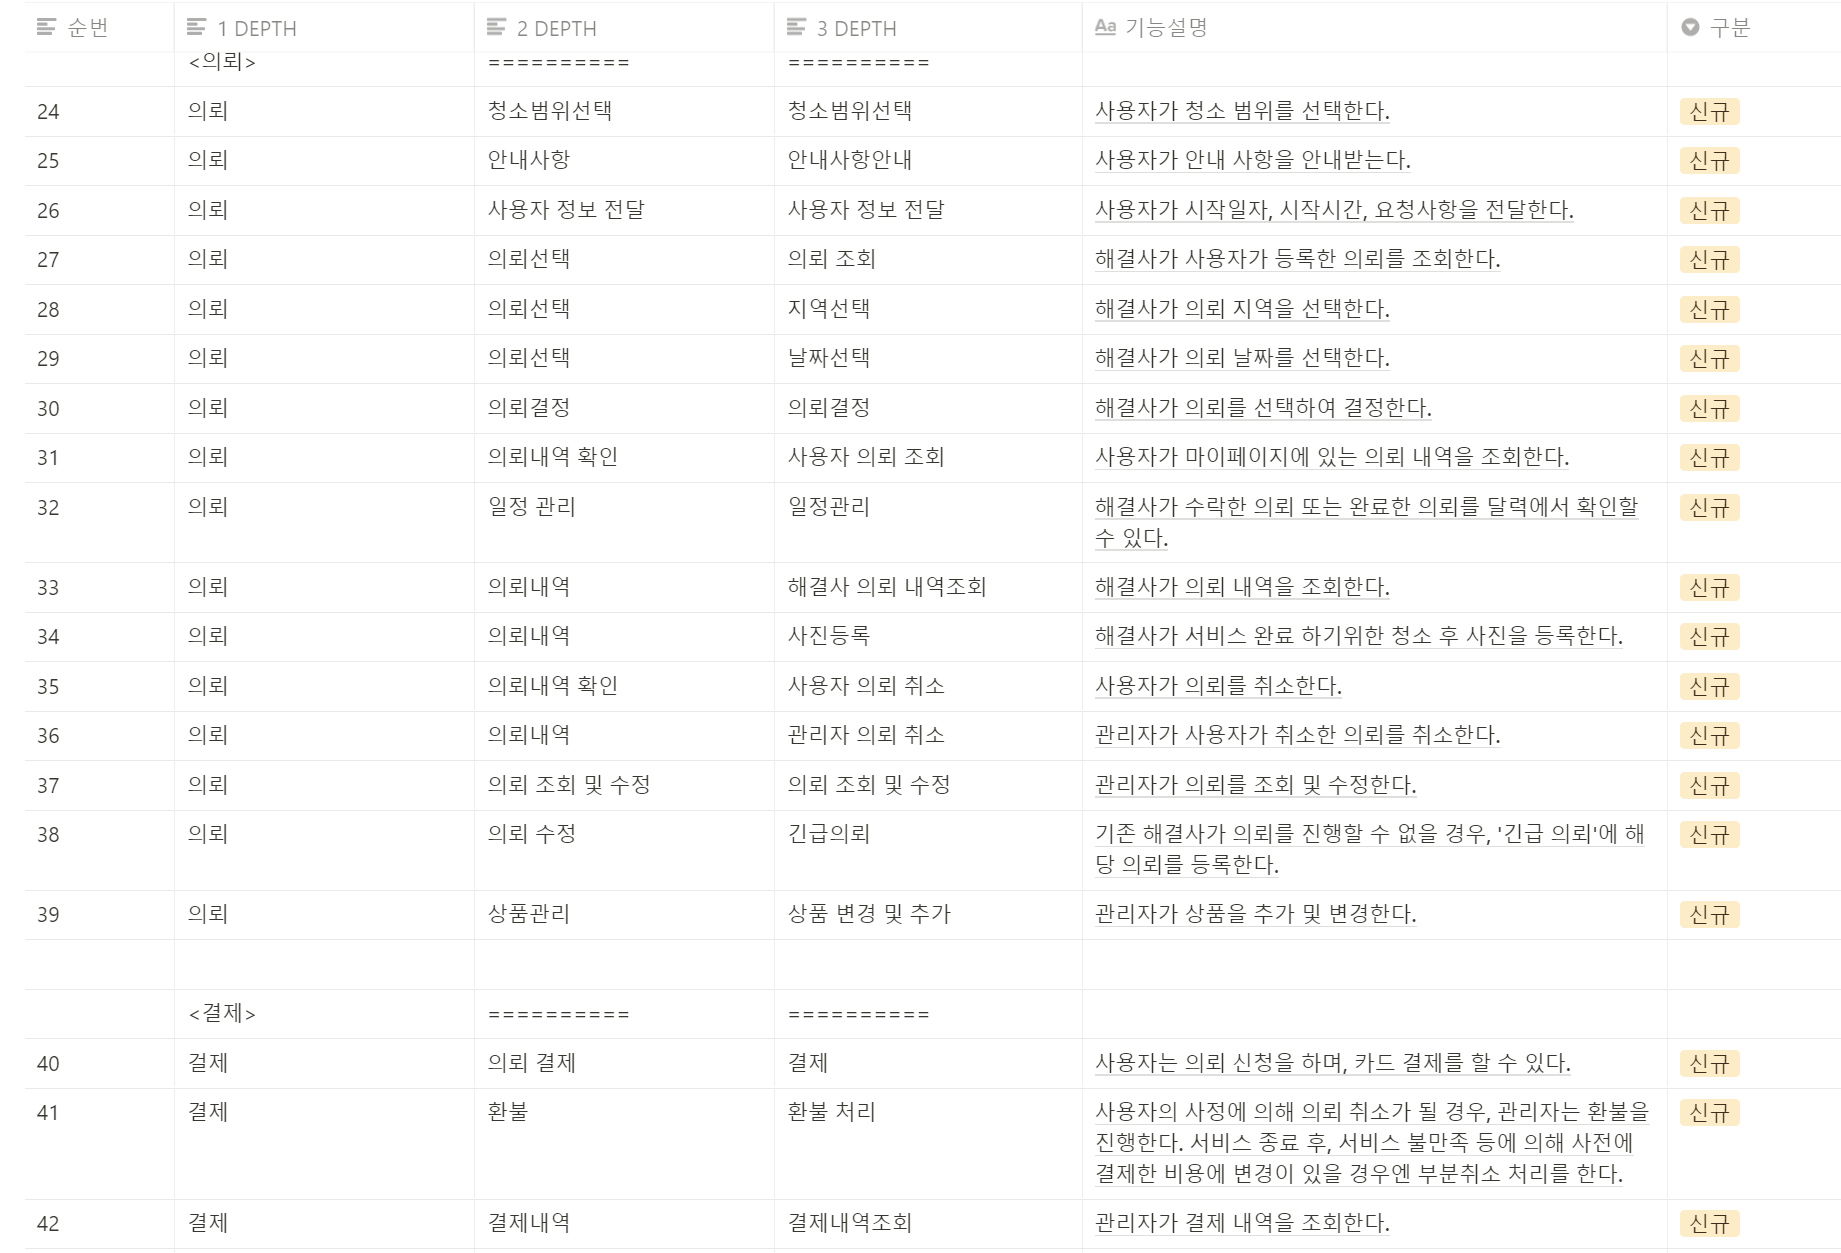 순번 1 DEPTH 2 DEPTH 3 DEPTH Aa 기능설명 구분
<의뢰> ========== ==========
24 의뢰 청소범위선택 청소범위선택 사용자가 청소 범위를 선택한다. 신규
25 의뢰 안내사항 안내사항안내 사용자가 안내 사항을 안내받는다. 신규
26 의뢰 사용자 정보 전달 사용자 정보 전달 사용자가 시작일자, 시작시간, 요청사항을 전달한다. 신규
27 의뢰 의뢰선택 의뢰 조회 해결사가 사용자가 등록한 의뢰를 조회한다. 신규
28 의뢰 의뢰선택 지역선택 해결사가 의뢰 지역을 선택한다. 신규
29 의뢰 의뢰선택 날짜선택 해결사가 의뢰 날짜를 선택한다. 신규
30 의뢰 의뢰결정 의뢰결정 해결사가 의뢰를 선택하여 결정한다. 신규
31 의뢰 의뢰내역 확인 사용자 의뢰 조회 사용자가 마이페이지에 있는 의뢰 내역을 조회한다. 신규
32 의뢰 일정 관리 일정관리 해결사가 수락한 의뢰 또는 완료한 의뢰를 달력에서 확인할 신규
수 있다.
33 의뢰 의뢰내역 해결사 의뢰 내역조회 해결사가 의뢰 내역을 조회한다. 신규
34 의뢰 의뢰내역 사진등록 해결사가 서비스 완료 하기위한 청소 후 사진을 등록한다. 신규
35 의뢰 의뢰내역 확인 사용자 의뢰 취소 사용자가 의뢰를 취소한다. 신규
36 의뢰 의뢰내역 관리자 의뢰 취소 관리자가 사용자가 취소한 의뢰를 취소한다. 신규
37 의뢰 의뢰 조회 및 수정 의뢰 조회 및 수정 관리자가 의뢰를 조회 및 수정한다. 신규
38 의뢰 의뢰 수정 긴급의뢰 기존 해결사가 의뢰를 진행할 수 없을 경우, '긴급 의뢰'에 해 신규
당 의뢰를 등록한다.
39 의뢰 상품관리 상품 변경 및 추가 관리자가 상품을 추가 및 변경한다. 신규
<결제> ========== ==========
40 걸제 의뢰 결제 결제 사용자는 의뢰 신청을 하며, 카드 결제를 할 수 있다. 신규
41 결제 환불 환불 처리 사용자의 사정에 의해 의뢰 취소가 될 경우, 관리자는 환불을 신규
진행한다. 서비스 종료 후, 서비스 불만족 등에 의해 사전에
결제한 비용에 변경이 있을 경우엔 부분취소 처리를 한다.
42 결제 결제내역 결제내역조회 관리자가 결제 내역을 조회한다. 신규